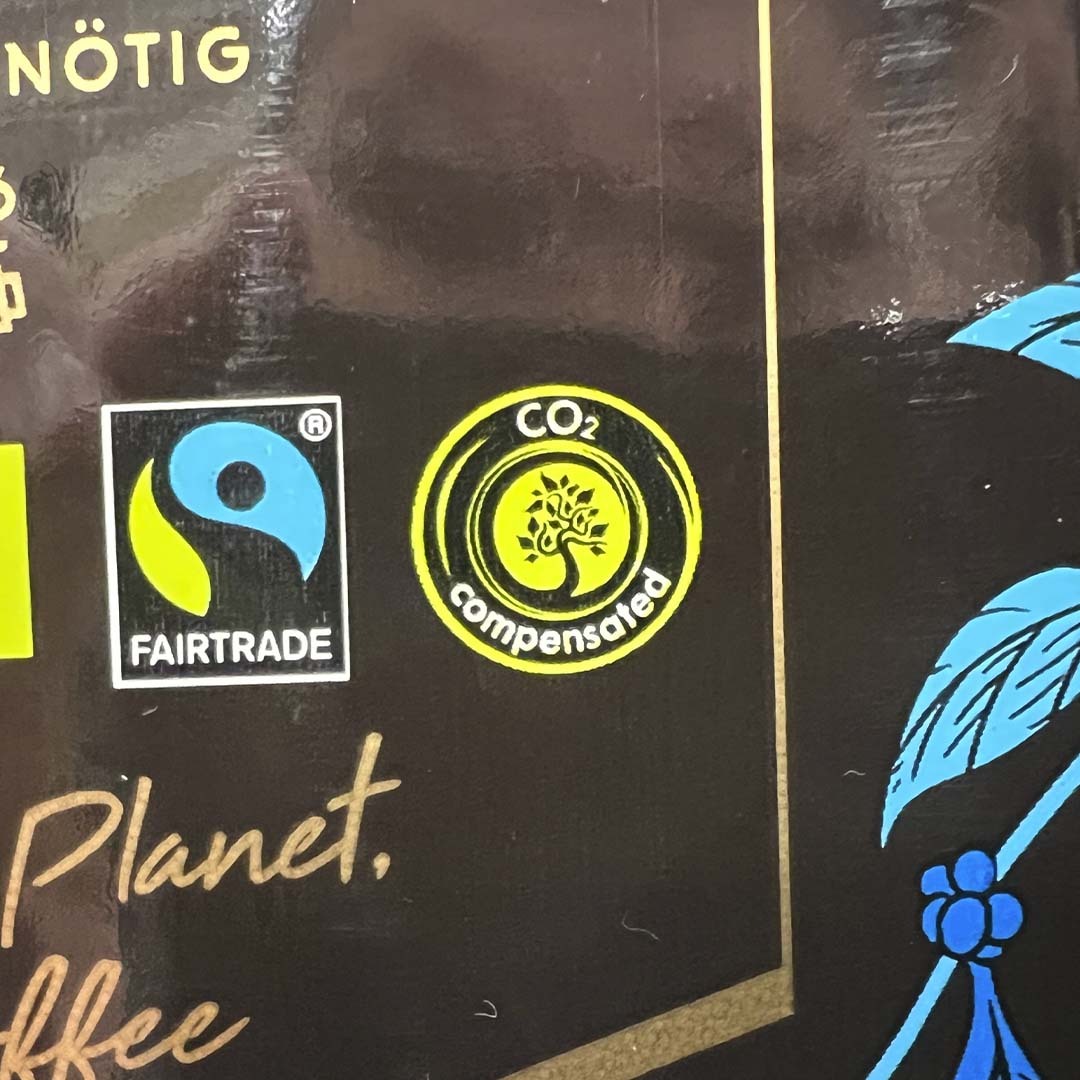 NÖTIG
®
FAIRTRADE
CO₂
compensated
Planet.
ffee